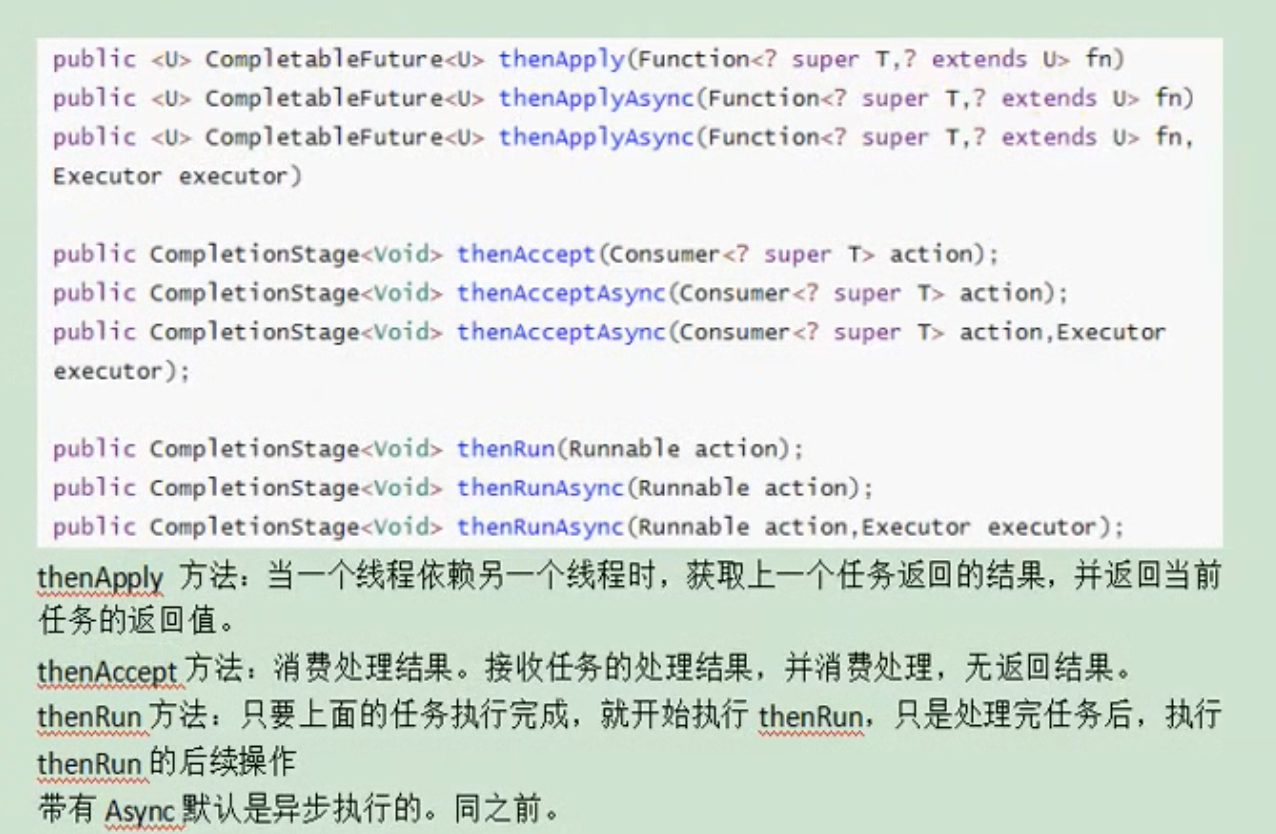 public <U> CompletableFuture<U> thenApply(Function<? super T,? extends U> fn)
public <U> CompletableFuture<U> thenApplyAsync(Function<? super T,? extends U> fn)
public <U> CompletableFuture<U> thenApplyAsync(Function<? super T,? extends U> fn,
Executor executor)
public CompletionStage<Void> thenAccept(Consumer<? super T> action);
public CompletionStage<Void> thenAcceptAsync(Consumer<? super T> action);
public CompletionStage<Void> thenAcceptAsync(Consumer<? super T> action,Executor
executor);
public CompletionStage<Void> thenRun(Runnable action);
public CompletionStage<Void> thenRunAsync(Runnable action);
public CompletionStage<Void> thenRunAsync(Runnable action,Executor executor);
thenApply 方法：当一个线程依赖另一个线程时，获取上一个任务返回的结果，并返回当前
任务的返回值。
thenAccept 方法：消费处理结果。接收任务的处理结果，并消费处理，无返回结果。
thenRun 方法：只要上面的任务执行完成，就开始执行 thenRun，只是处理完任务后，执行
thenRun 的后续操作
带有 Async 默认是异步执行的。同之前。